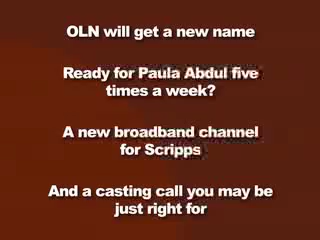 OLN will get a new name
Ready for Paula Abdul five
times a week?
A new broadband channel
for Scripps
And a casting call you may be
just right for